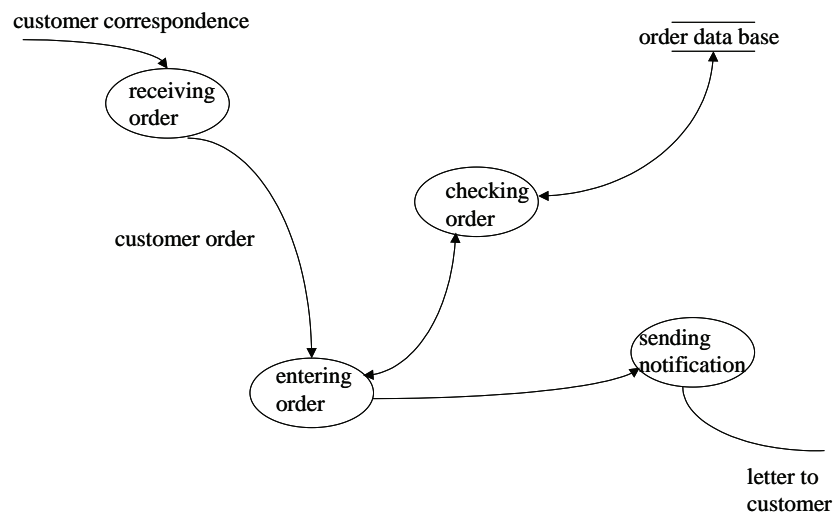 customer correspondence
order data base
receiving
order
checking
order
customer order
sending
notification
entering
order
letter to
customer